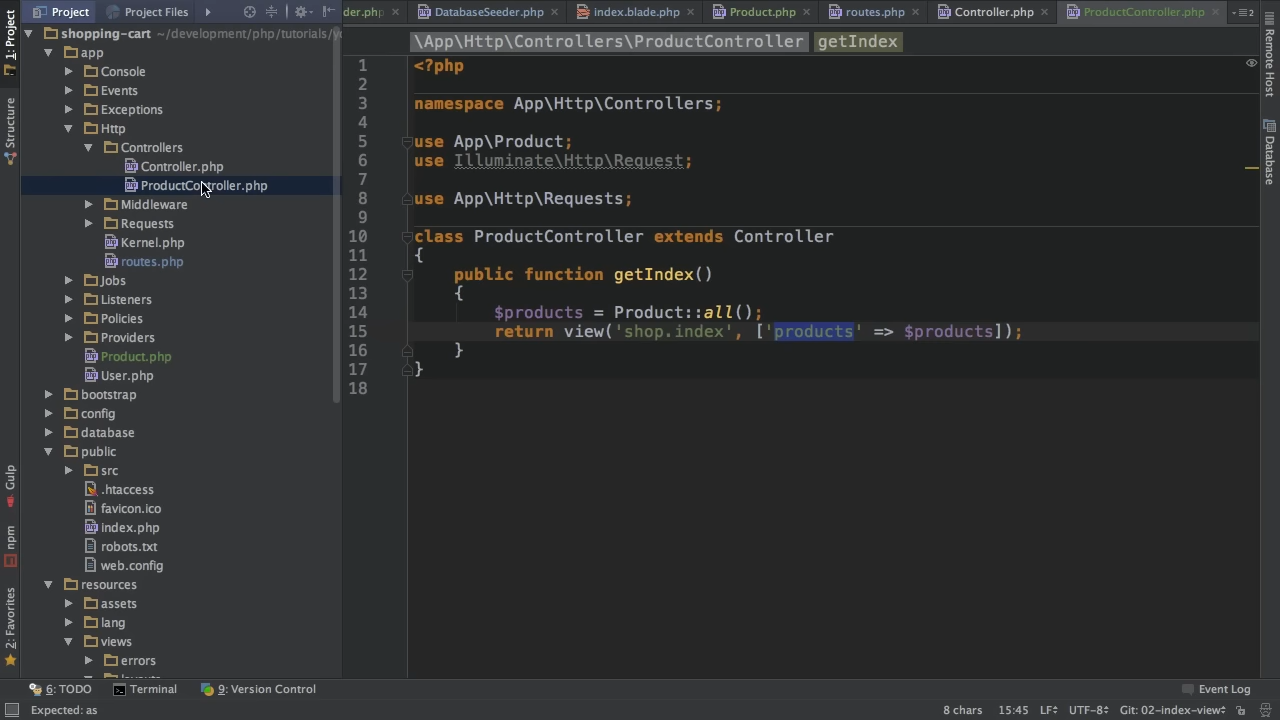 Project Project Files
der.php DatabaseSeeder.php index.blade.php Product.php routes.php Controller.php ProductController.php
1: Project
Structure
Gulp
npm
2: Favorites
shopping-cart ~/development/php/tutorials/
app
Console
Events
Exceptions
Http
Controllers
Controller.php
ProductController.php
Middleware
Requests
Kernel.php
routes.php
Jobs
Listeners
Policies
Providers
Product.php
User.php
bootstrap
config
database
public
src
.htaccess
favicon.ico
index.php
robots.txt
web.config
resources
assets
lang
views
errors
\App\Http\Controllers\ProductController getIndex
1 <?php
2
3 namespace App\Http\Controllers;
4
5 use App\Product;
6 use Illuminate\Http\Request;
7
8 use App\Http\Requests;
9
10 class ProductController extends Controller
11 {
12 public function getIndex()
13 {
14 $products = Product::all();
15 return view('shop.index', ['products' => $products]);
16 }
17 }
18
Remote Host
Database
6: TODO Terminal 9: Version Control Event Log
Expected: as 8 chars 15:45 LF UTF-8 Git: 02-index-view